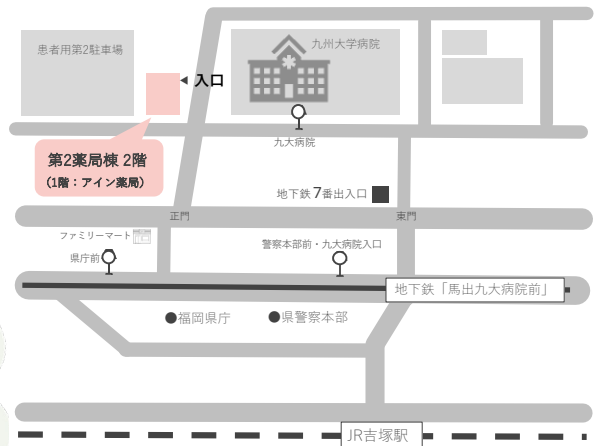 患者用第2駐車場
九州大学病院
入口
九大病院
第2薬局棟 2階
(1階：アイン薬局)
地下鉄 7番出入口
正門
東門
ファミリーマート
警察本部前・九大病院入口
県庁前
地下鉄「馬出九大病院前」
●福岡県庁
●県警察本部
JR吉塚駅